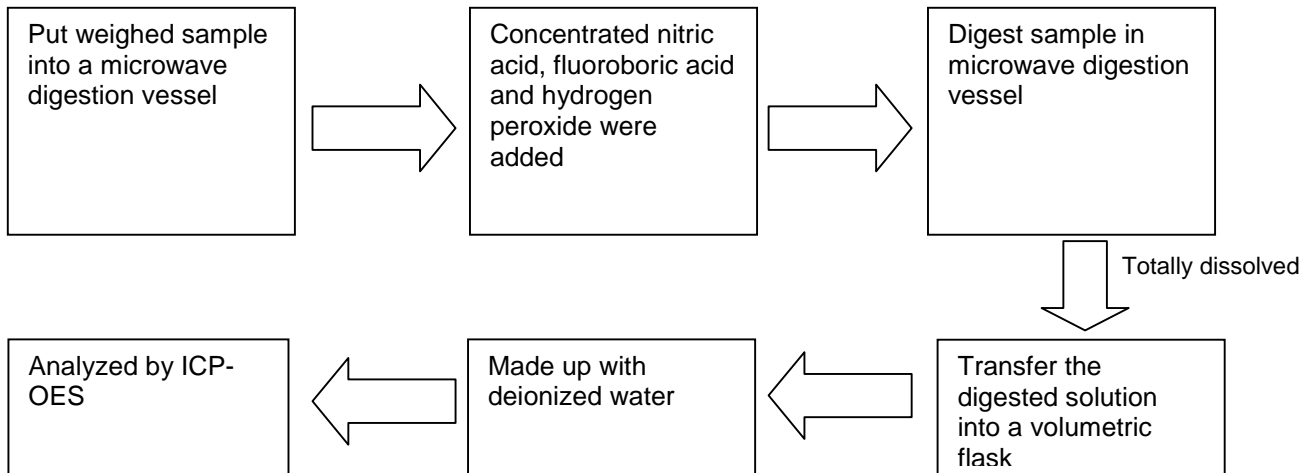 Put weighed sample
into a microwave
digestion vessel
Concentrated nitric
acid, fluoroboric acid
and hydrogen
peroxide were
added
Digest sample in
microwave digestion
vessel
Totally dissolved
Transfer the
digested solution
into a volumetric
flask
Made up with
deionized water
Analyzed by ICP-
OES